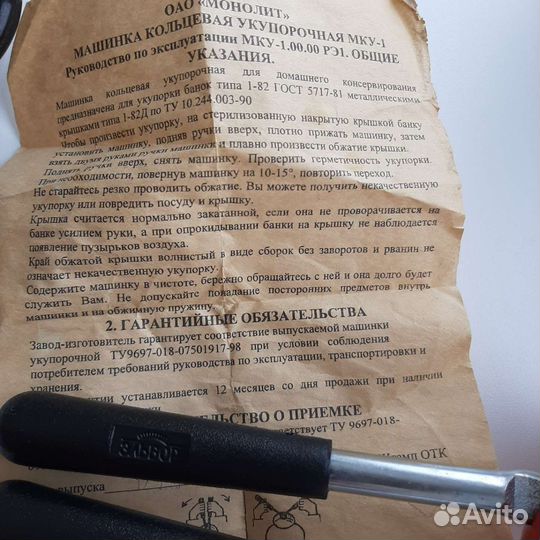 ОАО «МОНОЛИТ»
МАШИНКА КОЛЬЦЕВАЯ УКУПОРОЧНАЯ МКУ-1
Руководство по эксплуатации МКУ-1.00.00 РЭ1. ОБЩИЕ
УКАЗАНИЯ.
Машинка кольцевая укупорочная для домашнего консервирования
предназначена для укупорки банок типа 1-82 ГОСТ 5717-81 металлическими
крышками типа 1-82Д по ТУ 10.244.003-90
Чтобы произвести укупорку, на стерилизованную накрытую крышкой банку
установить машинку, подняв ручки вверх, плотно прижать машинку, затем
взять двумя руками ручки машинки и плавно произвести обжатие крышки.
Поднять ручки вверх, снять машинку. Проверить герметичность укупорки.
При необходимости, повернув машинку на 10-15°, повторить переход.
Не старайтесь резко проводить обжатие. Вы можете получить некачественную
укупорку или повредить посуду и крышку.
Крышка считается нормально закатанной, если она не проворачивается на
банке усилием руки, а при опрокидывании банки на крышку не наблюдается
появление пузырьков воздуха.
Край обжатой крышки волнистый в виде сборок без заворотов и рванин не
означает некачественную укупорку.
Содержите машинку в чистоте, бережно обращайтесь с ней и она долго будет
служить Вам. Не допускайте попадание посторонних предметов внутрь
машинки и на обжимную пружину.
2. ГАРАНТИЙНЫЕ ОБЯЗАТЕЛЬСТВА
Завод-изготовитель гарантирует соответствие выпускаемой машинки
укупорочной ТУ9697-018-07501917-98 при условии соблюдения
потребителем требований руководства по эксплуатации, транспортировки и
хранения.
устанавливается 12 месяцев со дня продажи при наличии
О ПРИЕМКЕ
ТУ 9697-018-
ОТК
выпуска
ЭЛЬБОР
Avito